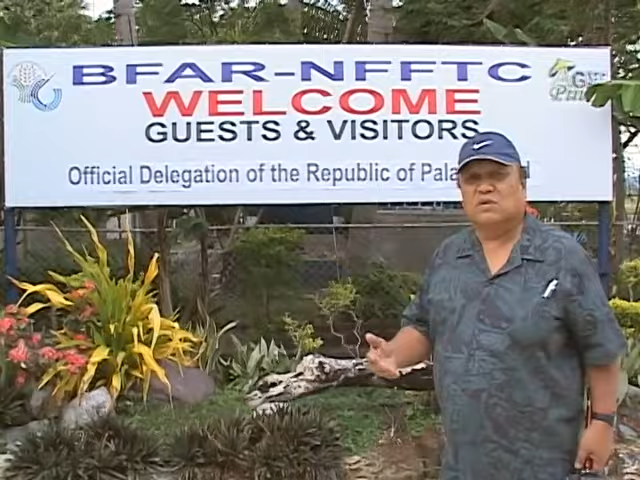 BFAR-NFFTC
WELCOME
GUESTS & VISITORS
Official Delegation of the Republic of